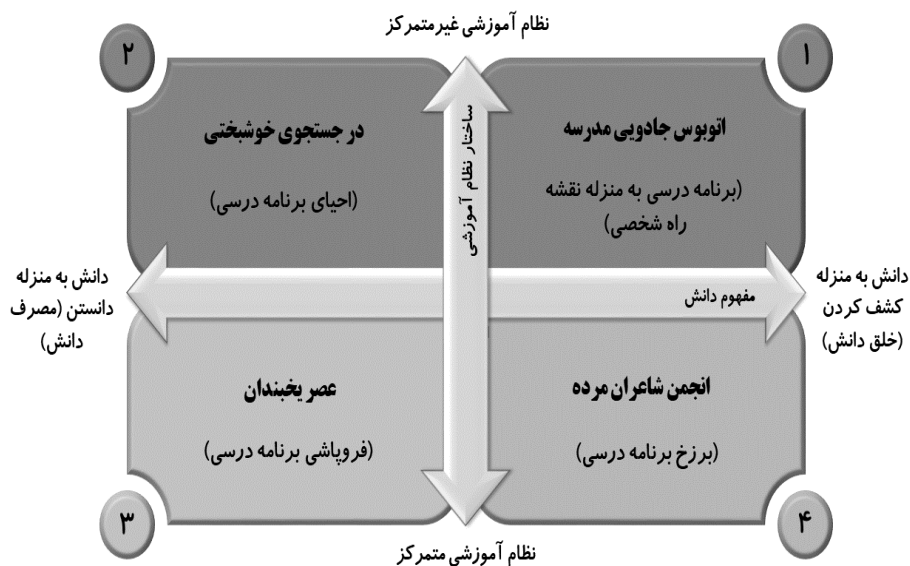 نظام آموزشی غیرمتمرکز
۱
۲
اتوبوس جادویی مدرسه
(برنامه درسی به منزله نقشه
راه شخصی)
در جستجوی خوشبختی
(احیای برنامه درسی)
ساختار نظام آموزشی
دانش به منزله
کشف کردن
(خلق دانش)
مفهوم دانش
دانش به منزله
دانستن (مصرف
دانش)
انجمن شاعران مرده
(برزخ برنامه درسی)
عصر یخبندان
(فروپاشی برنامه درسی)
۴
۳
نظام آموزشی متمرکز